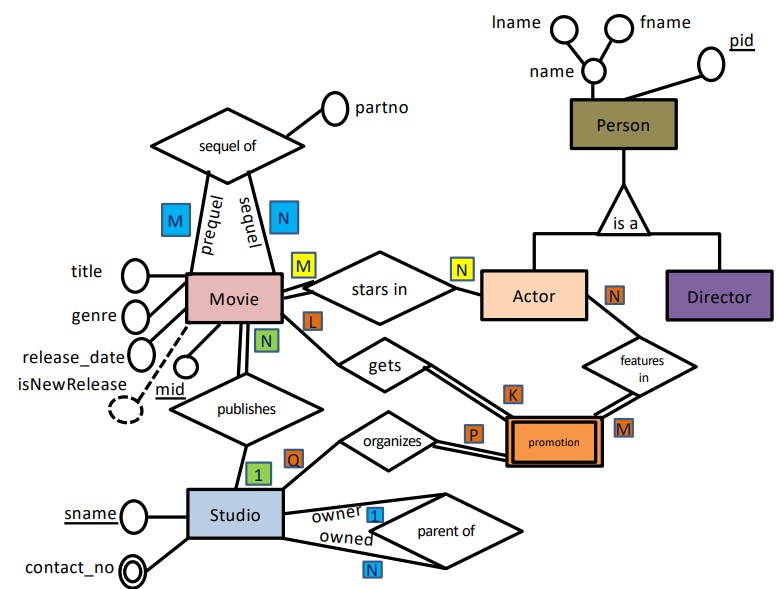 lname
fname
name
pid
Person
partno
sequel of
M
prequel
sequel
N
is a
title
genre
release_date
isNewRelease
mid
Movie
M
stars in
N
Actor
Director
L
N
N
gets
features
in
K
publishes
organizes
P
promotion
M
1
Q
sname
contact_no
Studio
owner
1
owned
parent of
N